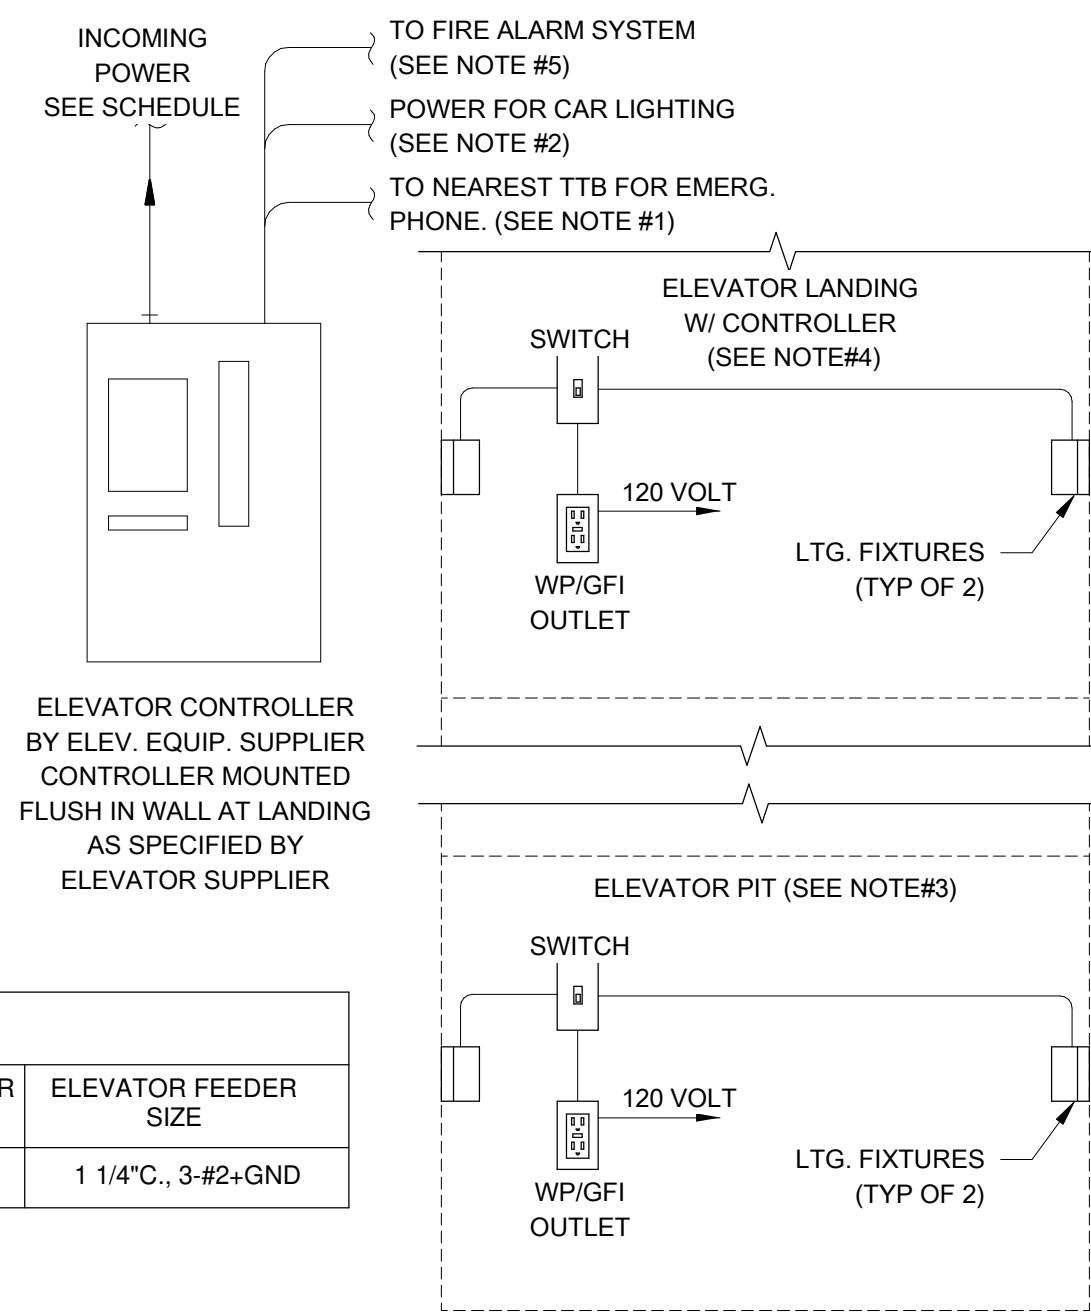 INCOMING
POWER
SEE SCHEDULE
TO FIRE ALARM SYSTEM
(SEE NOTE #5)
POWER FOR CAR LIGHTING
(SEE NOTE #2)
TO NEAREST TTB FOR EMERG.
PHONE. (SEE NOTE #1)
ELEVATOR CONTROLLER
BY ELEV. EQUIP. SUPPLIER
CONTROLLER MOUNTED
FLUSH IN WALL AT LANDING
AS SPECIFIED BY
ELEVATOR SUPPLIER
ELEVATOR LANDING
W/ CONTROLLER
(SEE NOTE#4)
SWITCH
120 VOLT
WP/GFI
OUTLET
LTG. FIXTURES
(TYP OF 2)
ELEVATOR PIT (SEE NOTE#3)
SWITCH
120 VOLT
WP/GFI
OUTLET
LTG. FIXTURES
(TYP OF 2)
R
ELEVATOR FEEDER
SIZE
1 1/4"C., 3-#2+GND